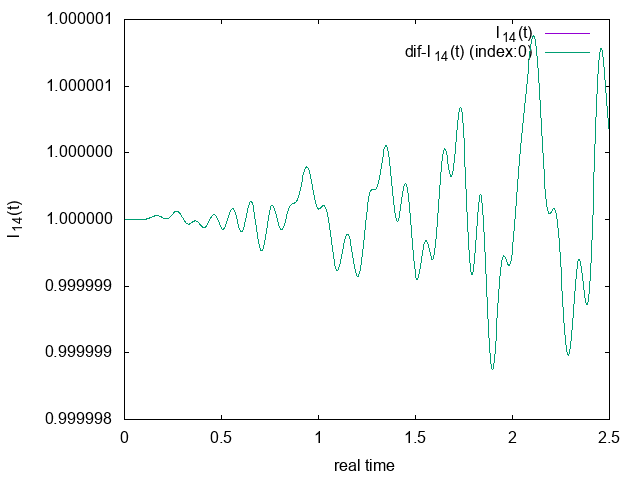 1.000001
1.000001
1.000000
1.000000
0.999999
0.999999
0.999998
I14(t)
dif-I14(t) (index:0)
I14(t)
0 0.5 1 1.5 2 2.5
real time